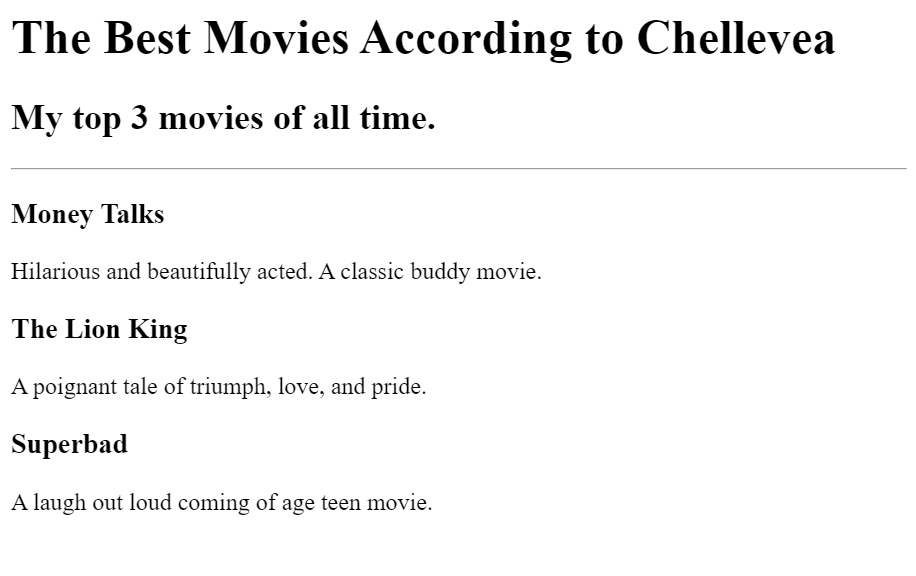 The Best Movies According to Chellevea
My top 3 movies of all time.
Money Talks
Hilarious and beautifully acted. A classic buddy movie.
The Lion King
A poignant tale of triumph, love, and pride.
Superbad
A laugh out loud coming of age teen movie.